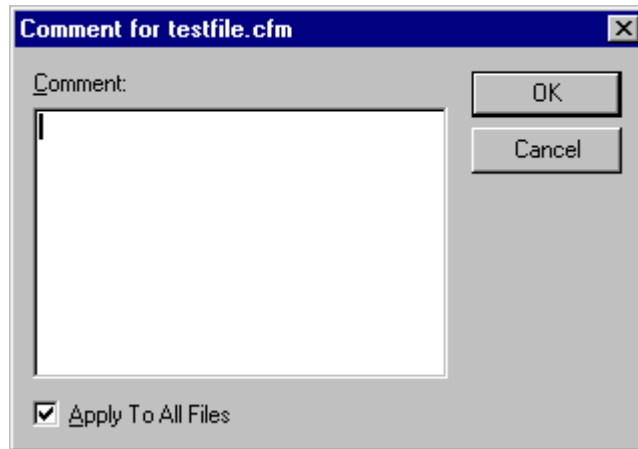 Comment for testfile.cfm
Comment:
OK
Cancel
Apply To All Files